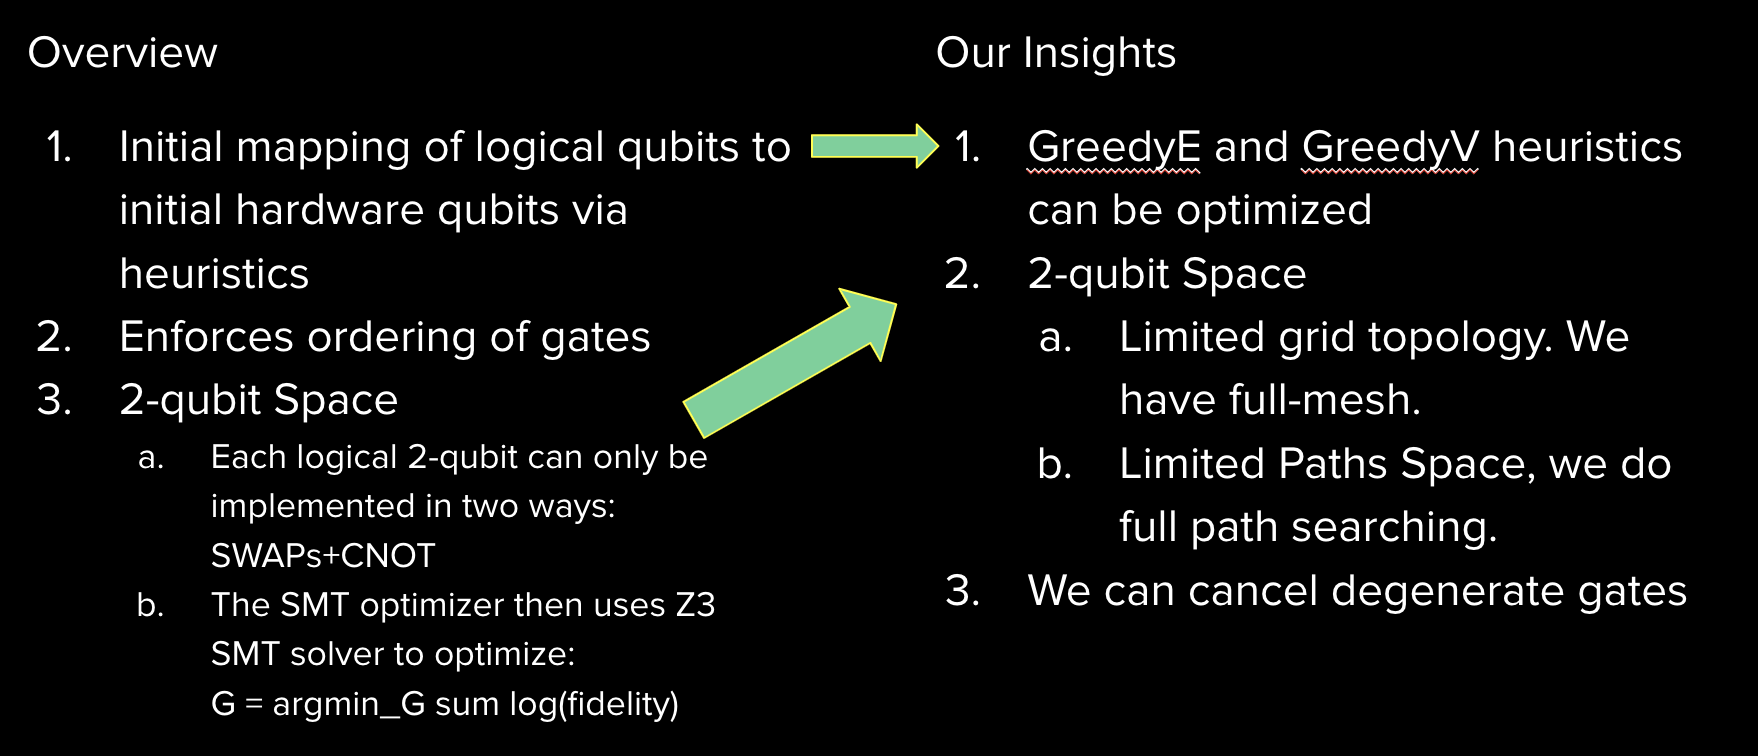 Overview
1. Initial mapping of logical qubits to
initial hardware qubits via
heuristics
2. Enforces ordering of gates
3. 2-qubit Space
a. Each logical 2-qubit can only be
implemented in two ways:
SWAPs+CNOT
b. The SMT optimizer then uses Z3
SMT solver to optimize:
G = argmin_G sum log(fidelity)
Our Insights
1. GreedyE and GreedyV heuristics
can be optimized
2. 2-qubit Space
a. Limited grid topology. We
have full-mesh.
b. Limited Paths Space, we do
full path searching.
3. We can cancel degenerate gates